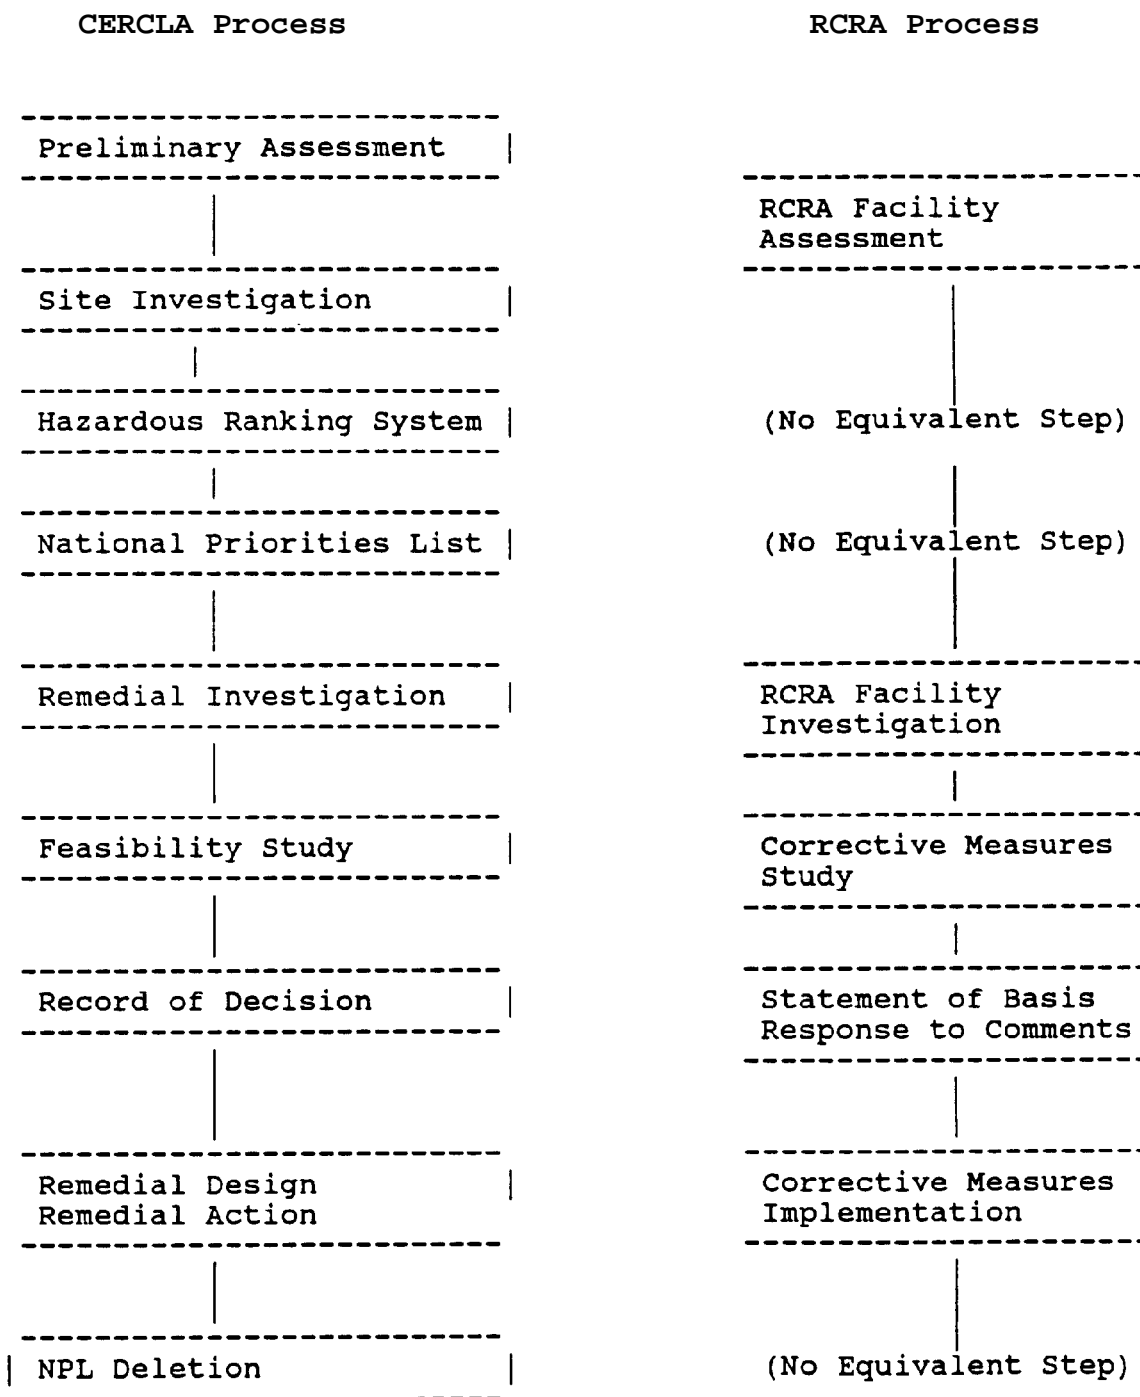 CERCLA Process
RCRA Process
Preliminary Assessment
RCRA Facility
Assessment
Site Investigation
Hazardous Ranking System
(No Equivalent Step)
National Priorities List
(No Equivalent Step)
Remedial Investigation
RCRA Facility
Investigation
Feasibility Study
Corrective Measures
Study
Record of Decision
Statement of Basis
Response to Comments
Remedial Design
Remedial Action
Corrective Measures
Implementation
NPL Deletion
(No Equivalent Step)